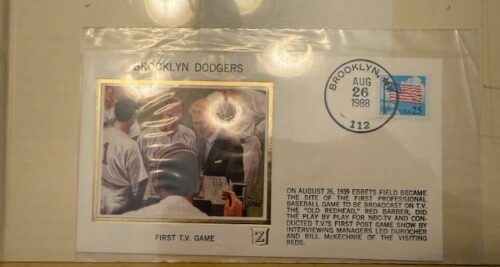 BROOKLYN DODGERS
BROOKLYN, NY
AUG
26
1988
112
USA 25
FIRST T.V. GAME
Z
ON AUGUST 26, 1939 EBBETS FIELD BECAME
THE SITE OF THE FIRST PROFESSIONAL
BASEBALL GAME TO BE BROADCAST ON T.V.
THE "OLD REDHEAD," RED BARBER, DID
THE PLAY BY PLAY FOR NBC-TV AND CON-
DUCTED T.V.'S FIRST POST GAME SHOW BY
INTERVIEWING MANAGERS LEO DUROCHER
AND BILL McKECHNIE OF THE VISITING
REDS.